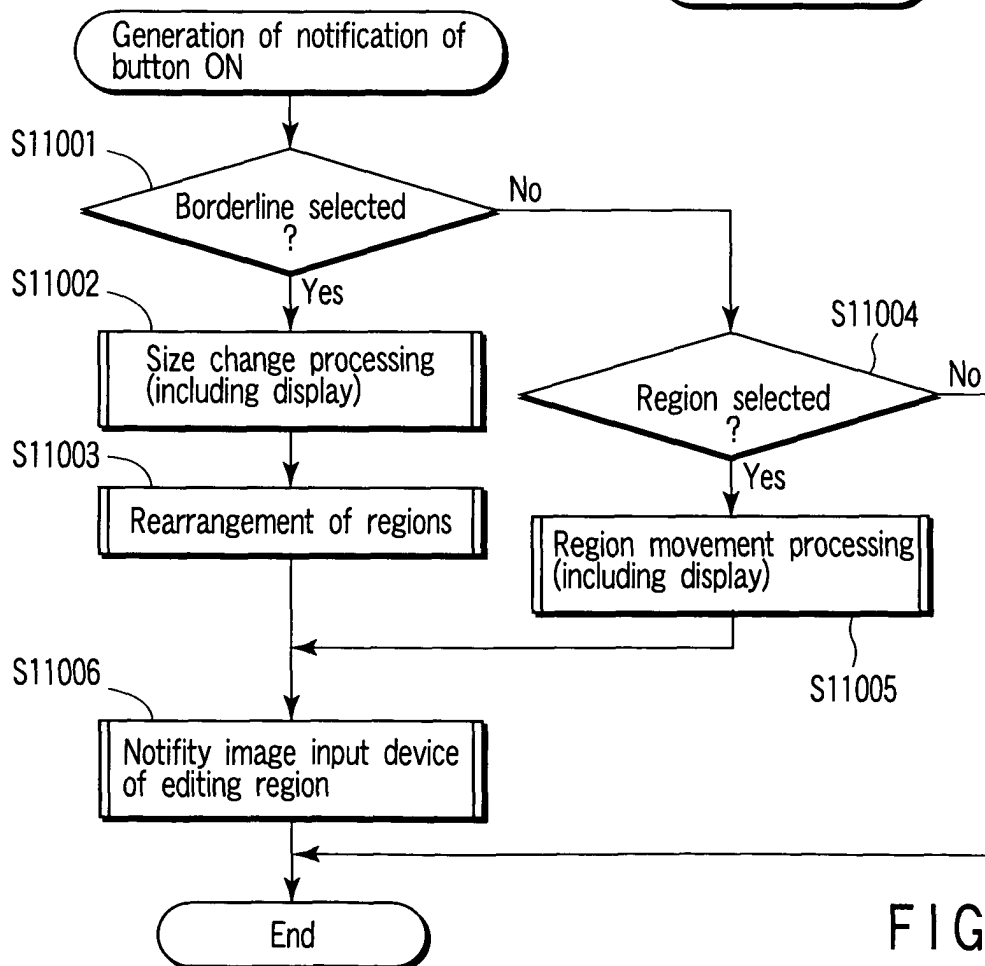 Generation of notification of
button ON
S11001
Borderline selected
?
No
Yes
S11002
Size change processing
(including display)
S11003
Rearrangement of regions
S11004
Region selected
?
No
Yes
Region movement processing
(including display)
S11005
S11006
Notifity image input device
of editing region
End
FIG